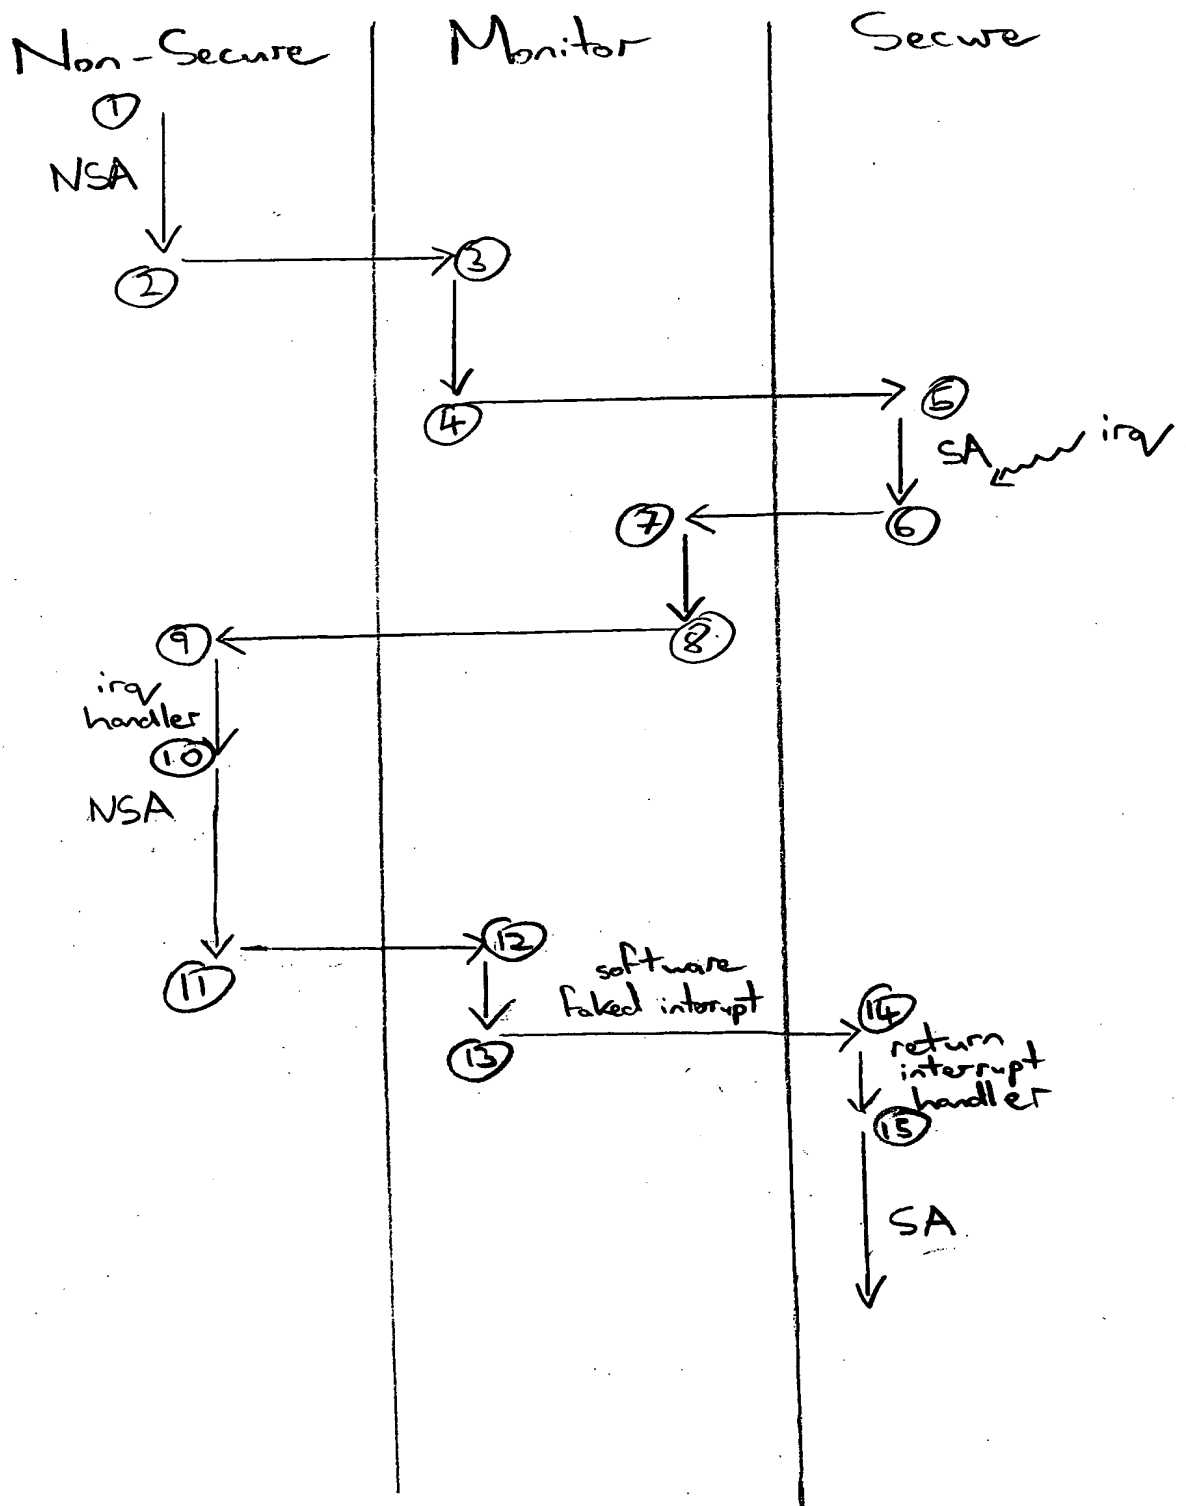 Non-Secure Monitor Secure
1
NSA
2 3
4 5
SA irq
7 6
9 8
irq
handler
10
NSA
12
11
software
faked interupt
14
13
return
interrupt
handler
15
SA